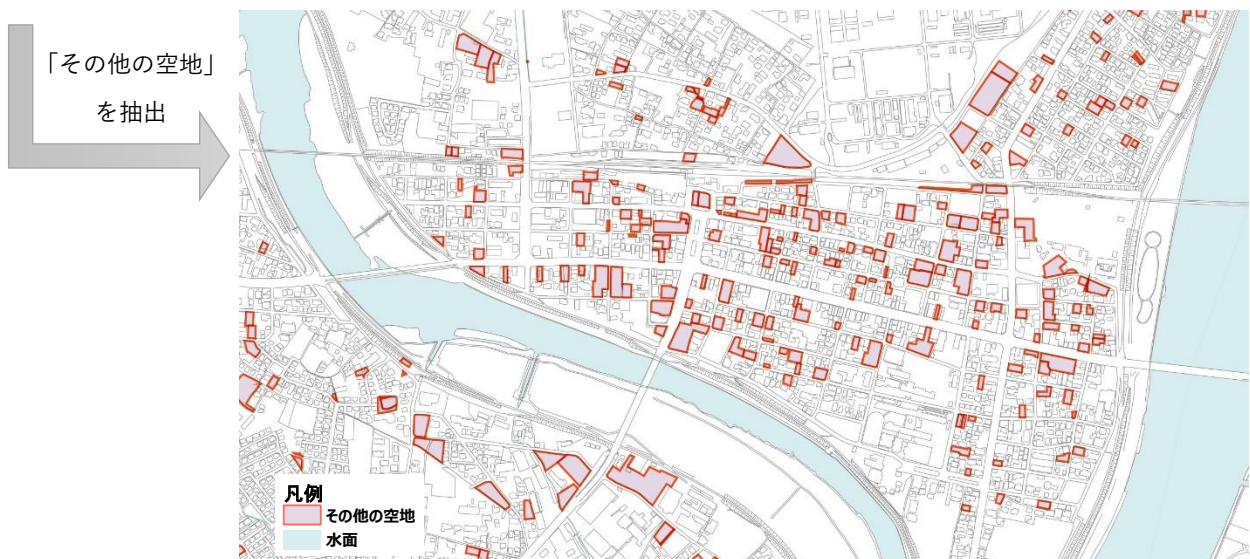 「その他の空地」
を抽出
凡例
その他の空地
水面